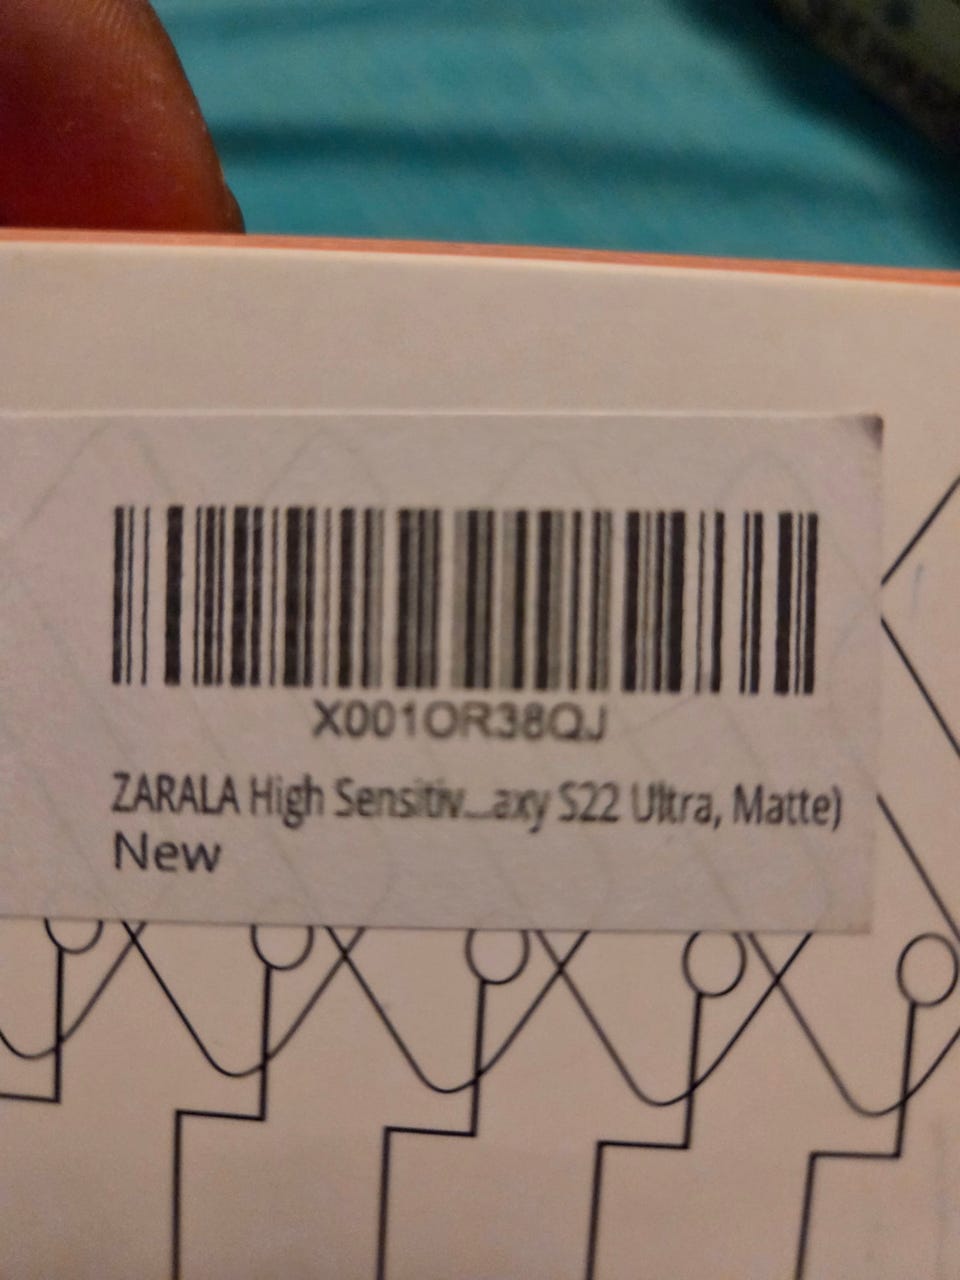 X001OR38QJ
ZARALA High Sensitiv...axy S22 Ultra, Matte)
New